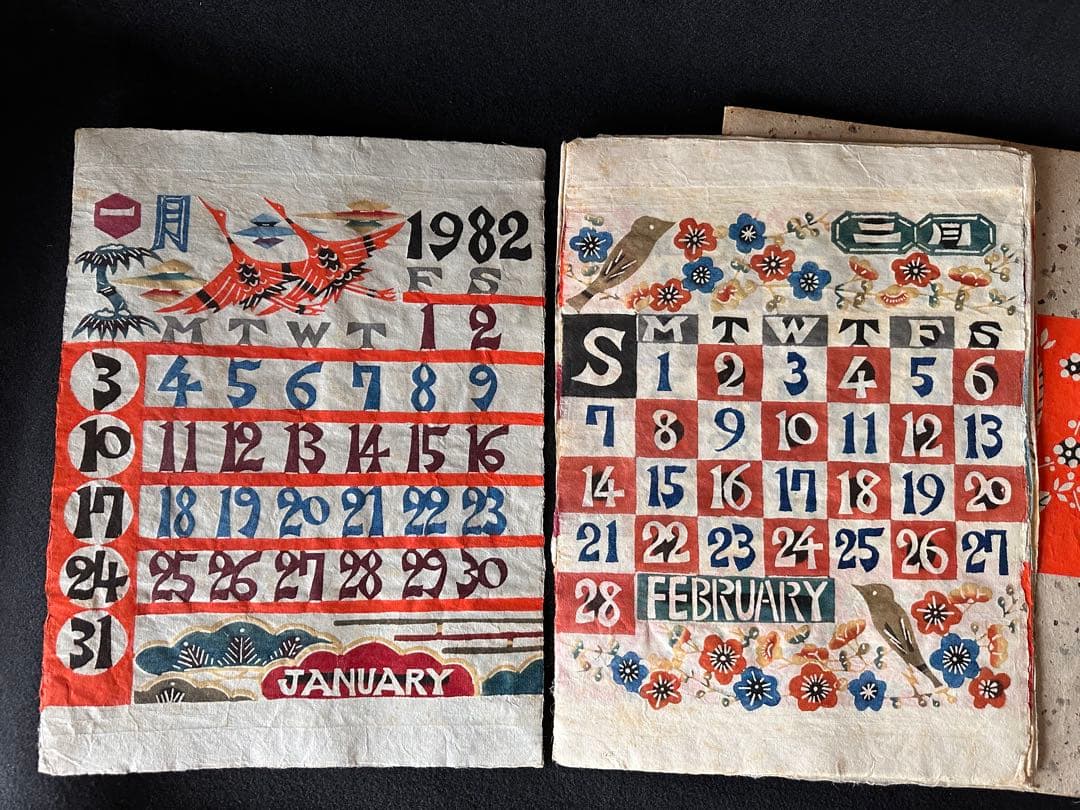 一月
1982
F S
M T W T 1 2
3 4 5 6 7 8 9
10 11 12 13 14 15 16
17 18 19 20 21 22 23
24 25 26 27 28 29 30
31
JANUARY
二月
S M T W T F S
1 2 3 4 5 6
7 8 9 10 11 12 13
14 15 16 17 18 19 20
21 22 23 24 25 26 27
28 FEBRUARY